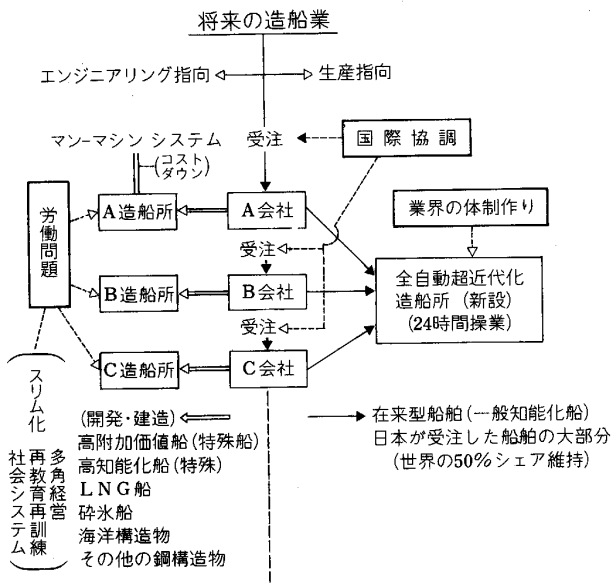 将来の造船業
エンジニアリング指向
生産指向
マン-マシン システム
(コスト
ダウン)
受注
国際協調
労働問題
A造船所
A会社
業界の体制作り
受注
B造船所
B会社
全自動超近代化
造船所(新設)
(24時間操業)
受注
C造船所
C会社
スリム化
多角経営
再教育再訓練
社会システム
(開発・建造)
高附加価値船(特殊船)
高知能化船(特殊)
LNG船
砕氷船
海洋構造物
その他の鋼構造物
在来型船舶(一般知能化船)
日本が受注した船舶の大部分
(世界の50%シェア維持)